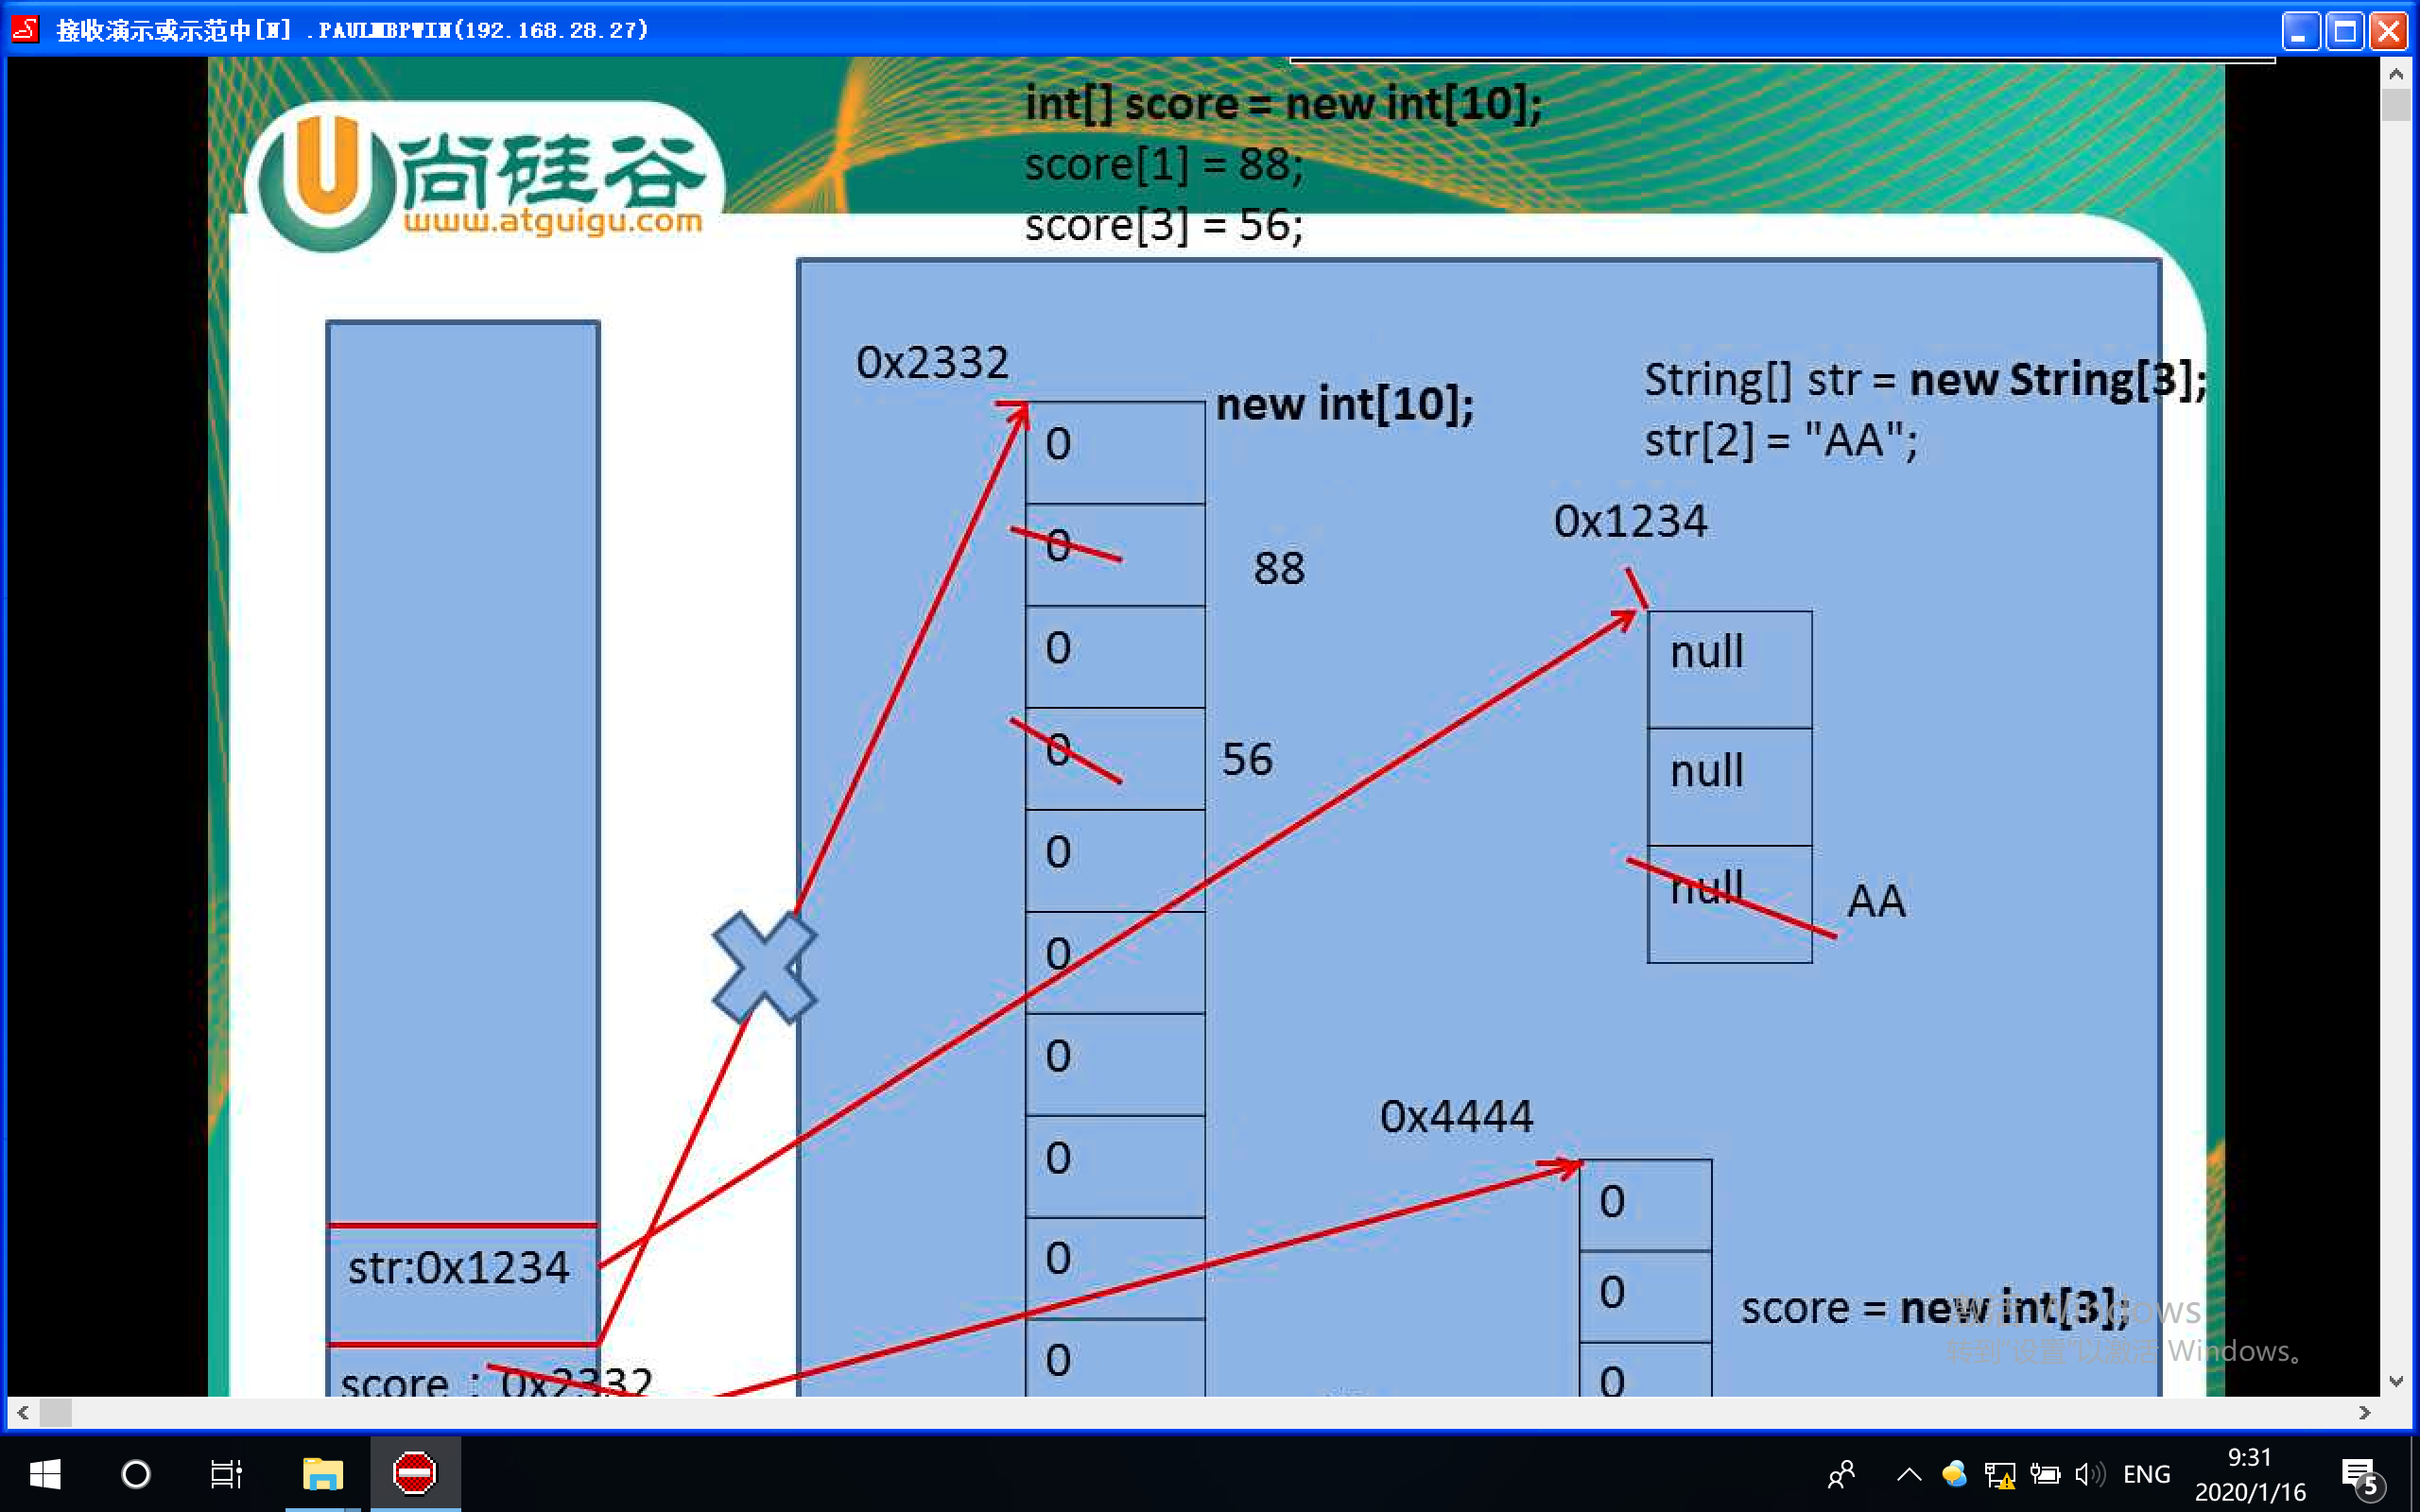 接收演示或示范中[N] .PAULMBPWIN(192.168.28.27)
尚硅谷
www.atguigu.com
int[] score = new int[10];
score[1] = 88;
score[3] = 56;
0x2332
new int[10];
String[] str = new String[3];
str[2] = "AA";
0
0
88
0
0
56
0
0
0
0
0
0
0x1234
null
null
null
AA
0x4444
0
0
0
score = new int[3];
str:0x1234
score : 0x2332
激活 Windows
转到"设置"以激活 Windows。
ENG
9:31
2020/1/16
5